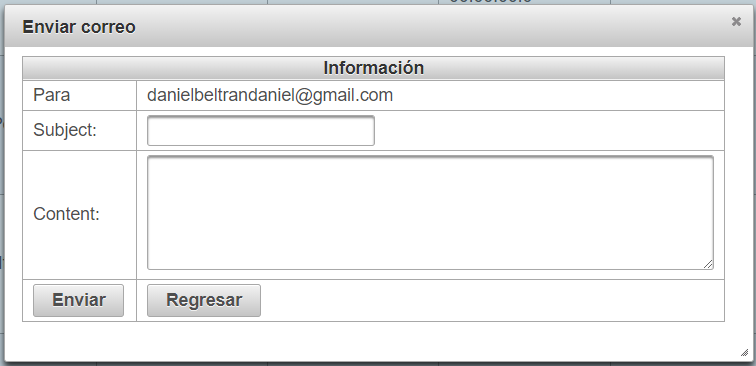 Enviar correo
Información
Para danielbeltrandaniel@gmail.com
Subject:
Content:
Enviar Regresar